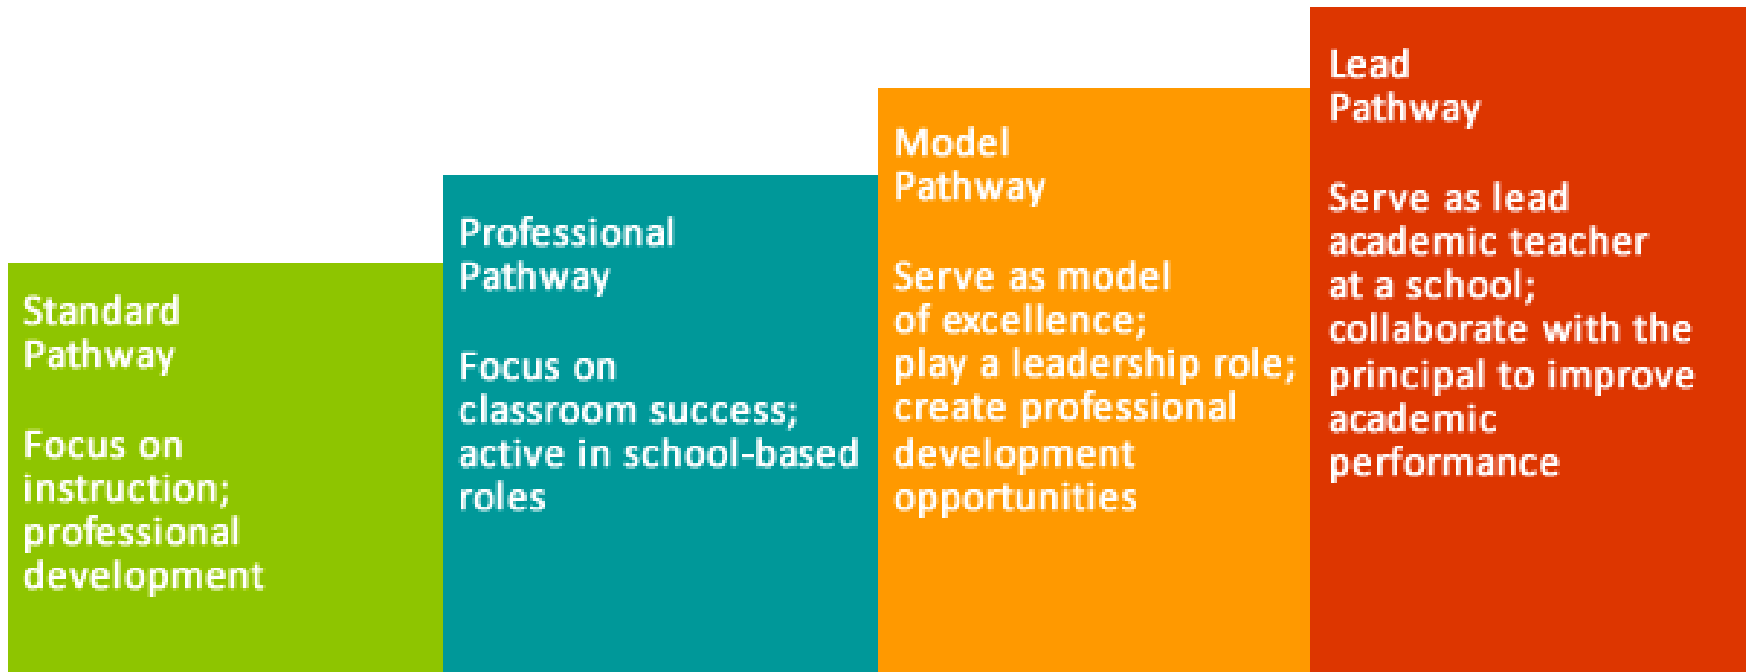 Standard
Pathway
Focus on
instruction;
professional
development
Professional
Pathway
Focus on
classroom success;
active in school-based
roles
Model
Pathway
Serve as model
of excellence;
play a leadership role;
create professional
development
opportunities
Lead
Pathway
Serve as lead
academic teacher
at a school;
collaborate with the
principal to improve
academic
performance